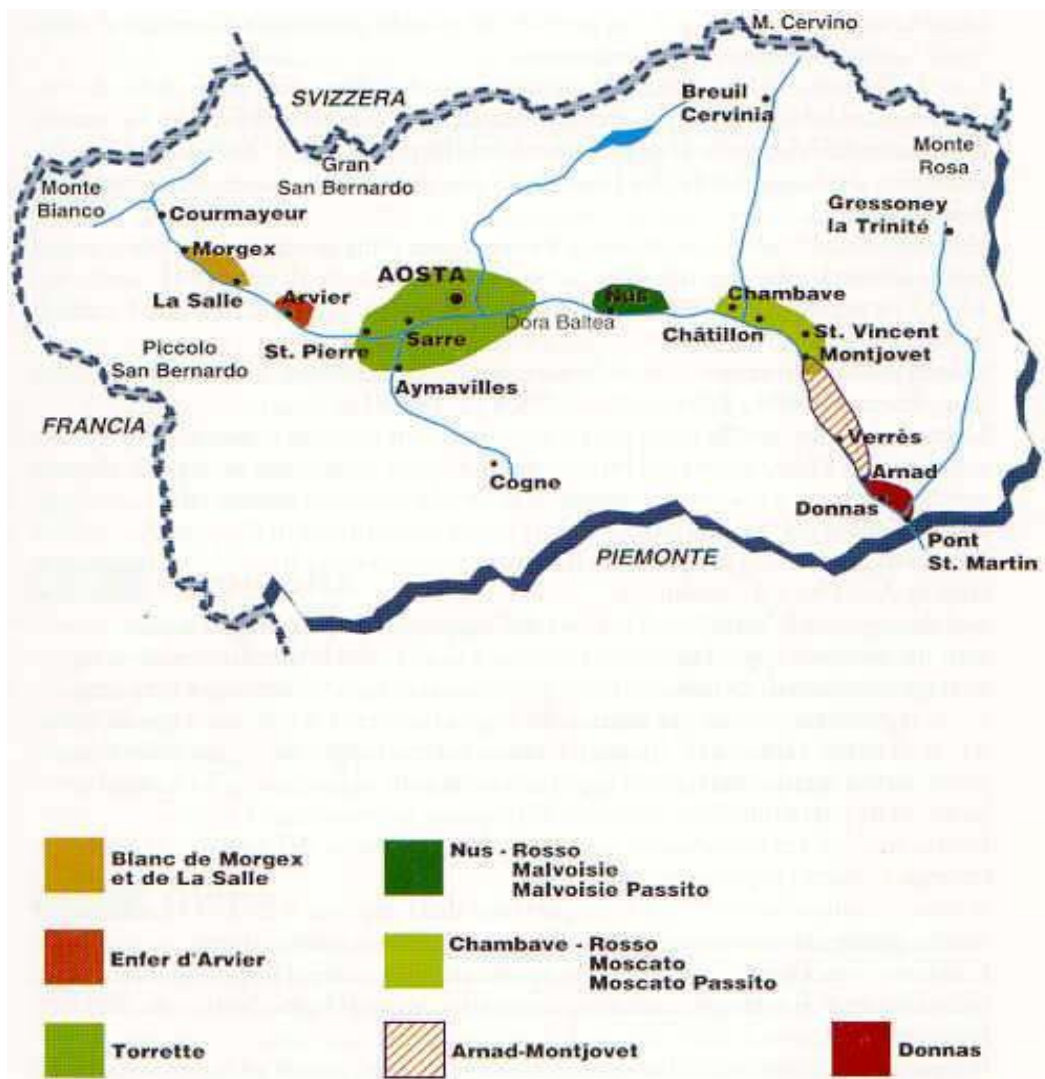 M. Cervino
SVIZZERA
Breuil
Cervinia
Gran
San Bernardo
Monte
Rosa
Monte
Bianco
Courmayeur
Gressoney
la Trinité
Morgex
AOSTA
La Salle
Arvier
Nus
Chambave
Dora Baltea
Sarre
Châtillon
St. Vincent
St. Pierre
Montjovet
Piccolo
San Bernardo
Aymavilles
FRANCIA
Verrès
Cogne
Arnad
Donnas
PIEMONTE
Pont
St. Martin
Blanc de Morgex
et de La Salle
Nus - Rosso
Malvoisie
Malvoisie Passito
Enfer d'Arvier
Chambave - Rosso
Moscato
Moscato Passito
Torrette
Arnad-Montjovet
Donnas